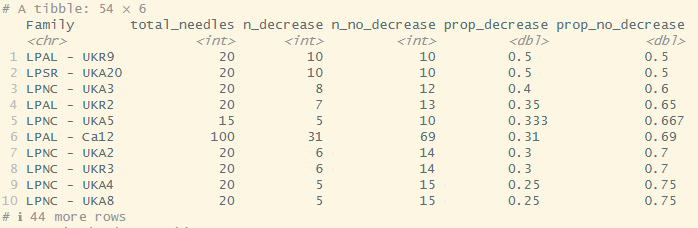 # A tibble: 54 × 6
Family total_needles n_decrease n_no_decrease prop_decrease prop_no_decrease
<chr> <int> <int> <int> <dbl> <dbl>
1 LPAL - UKR9 20 10 10 0.5 0.5
2 LPSR - UKA20 20 10 10 0.5 0.5
3 LPNC - UKA3 20 8 12 0.4 0.6
4 LPAL - UKR2 20 7 13 0.35 0.65
5 LPNC - UKA5 15 5 10 0.333 0.667
6 LPAL - Ca12 100 31 69 0.31 0.69
7 LPNC - UKA2 20 6 14 0.3 0.7
8 LPNC - UKR3 20 6 14 0.3 0.7
9 LPNC - UKA4 20 5 15 0.25 0.75
10 LPNC - UKA8 20 5 15 0.25 0.75
# ℹ 44 more rows